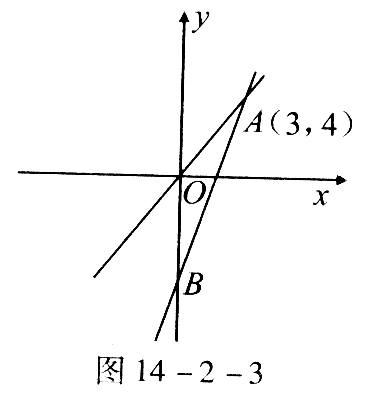 y
A(3,4)
O
x
B
图 14-2-3